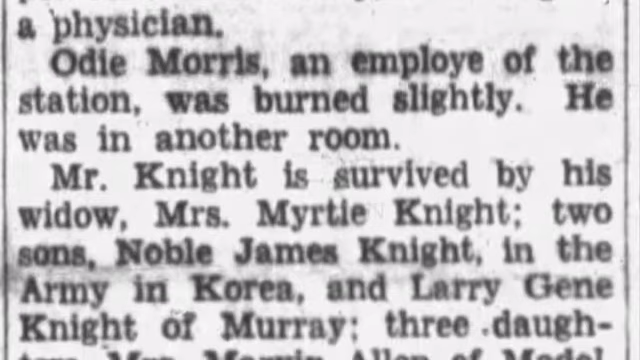 a physician.
Odie Morris, an employe of the
station, was burned slightly. He
was in another room.
Mr. Knight is survived by his
widow, Mrs. Myrtie Knight; two
sons, Noble James Knight, in the
Army in Korea, and Larry Gene
Knight of Murray; three daugh-